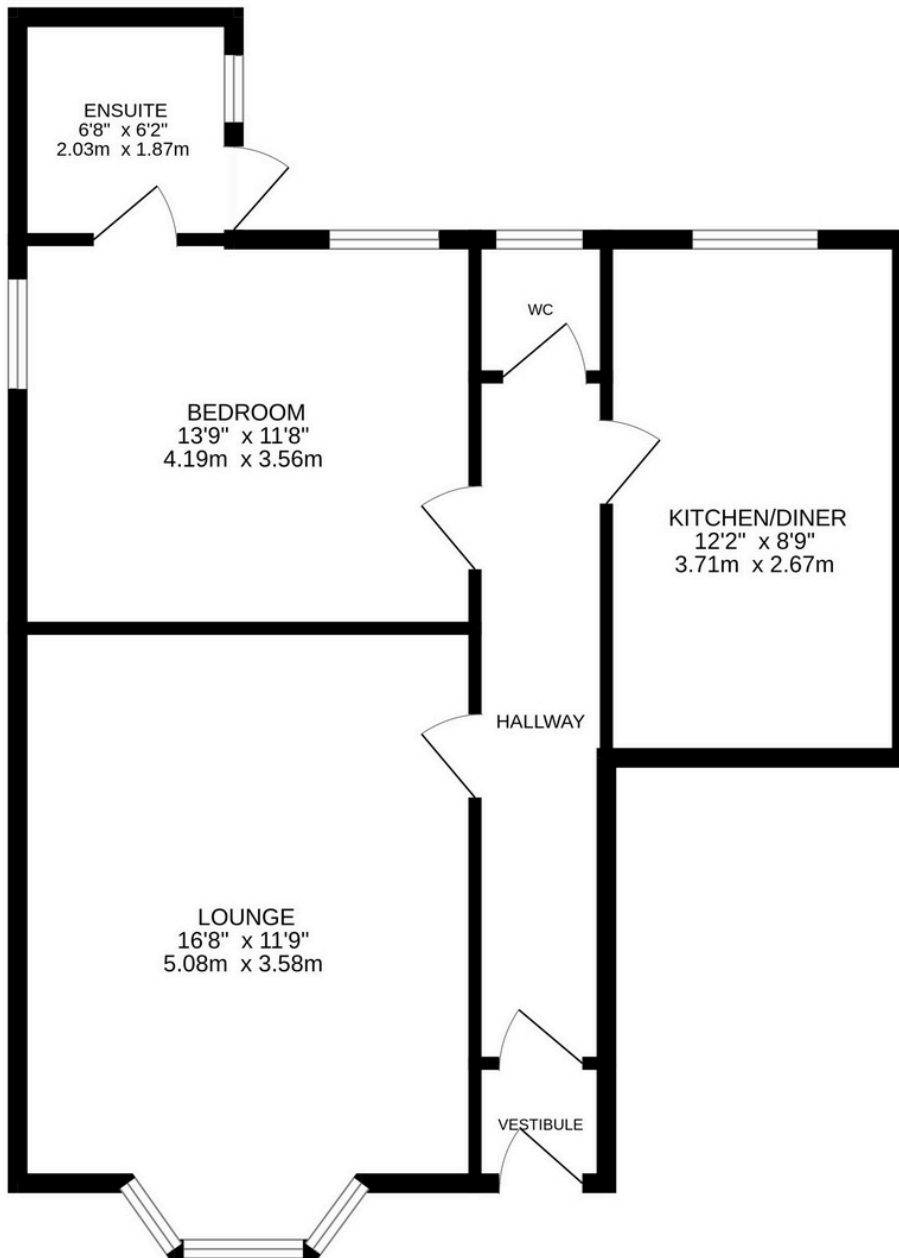 ENSUITE
6'8" x 6'2"
2.03m x 1.87m
WC
BEDROOM
13'9" x 11'8"
4.19m x 3.56m
KITCHEN/DINER
12'2" x 8'9"
3.71m x 2.67m
HALLWAY
LOUNGE
16'8" x 11'9"
5.08m x 3.58m
VESTIBULE